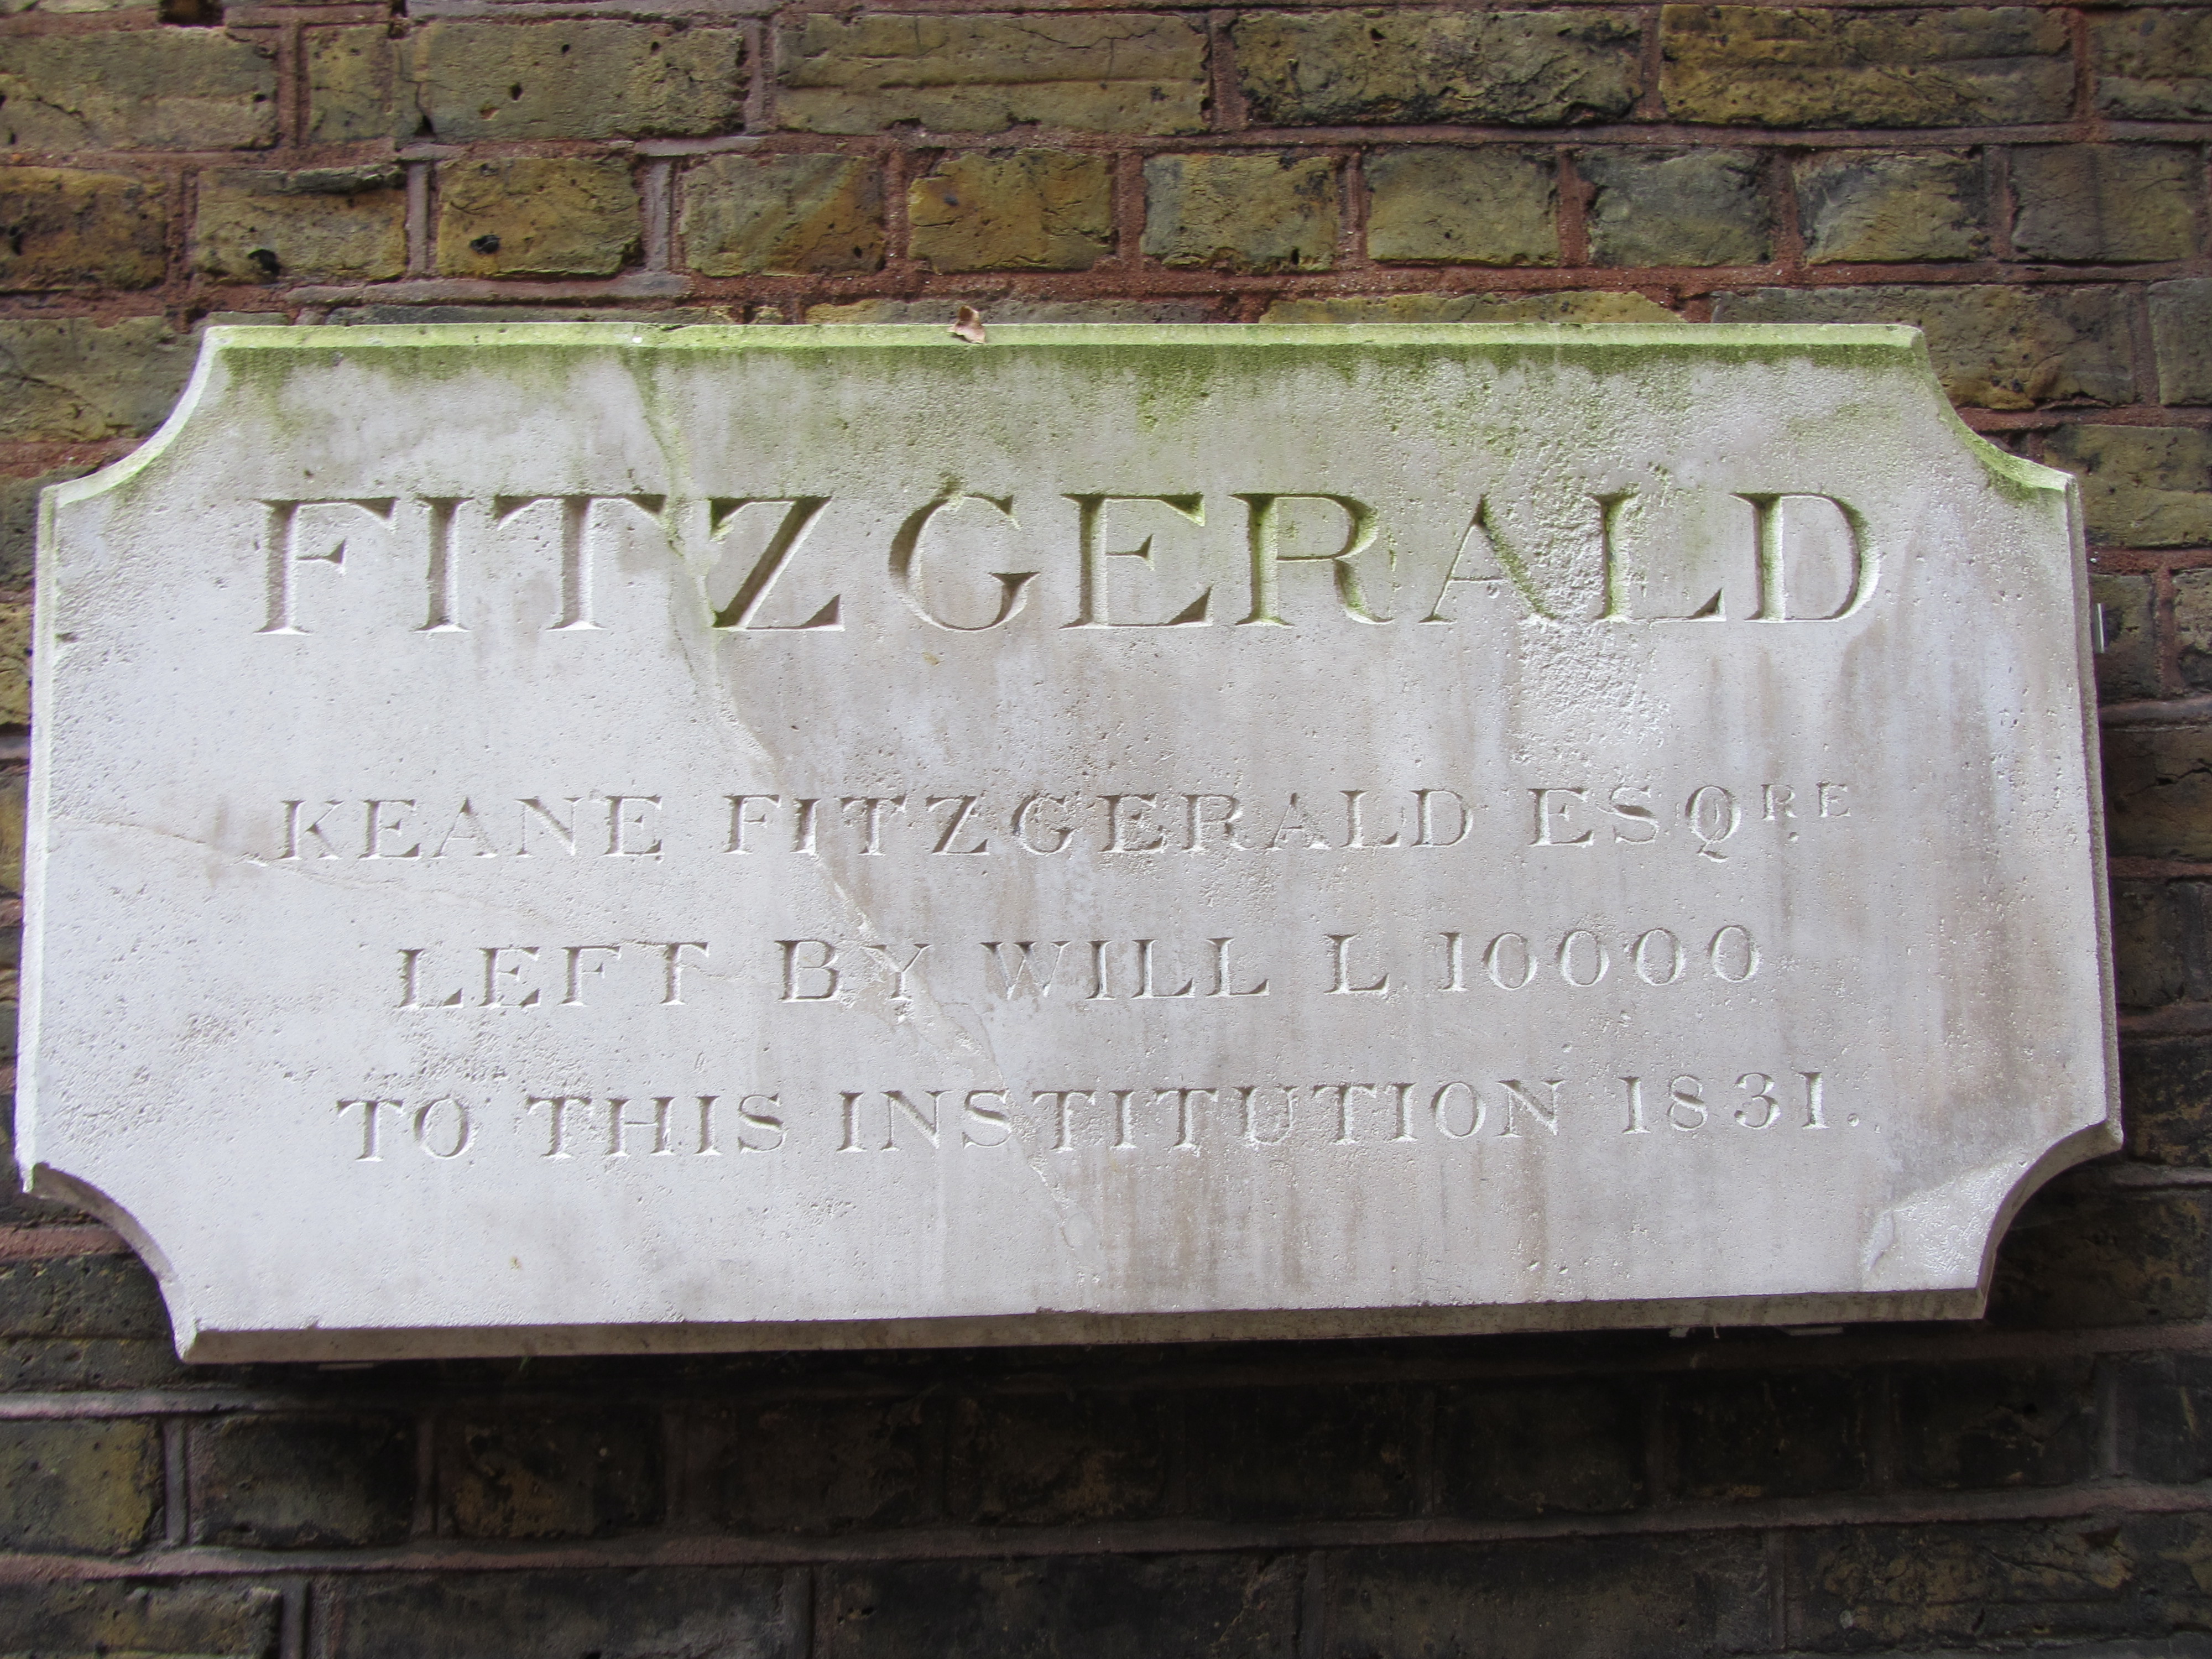 FITZGERALD
KEANE FITZGERALD ESQRE
LEFT BY WILL L 10000
TO THIS INSTITUTION 1831.